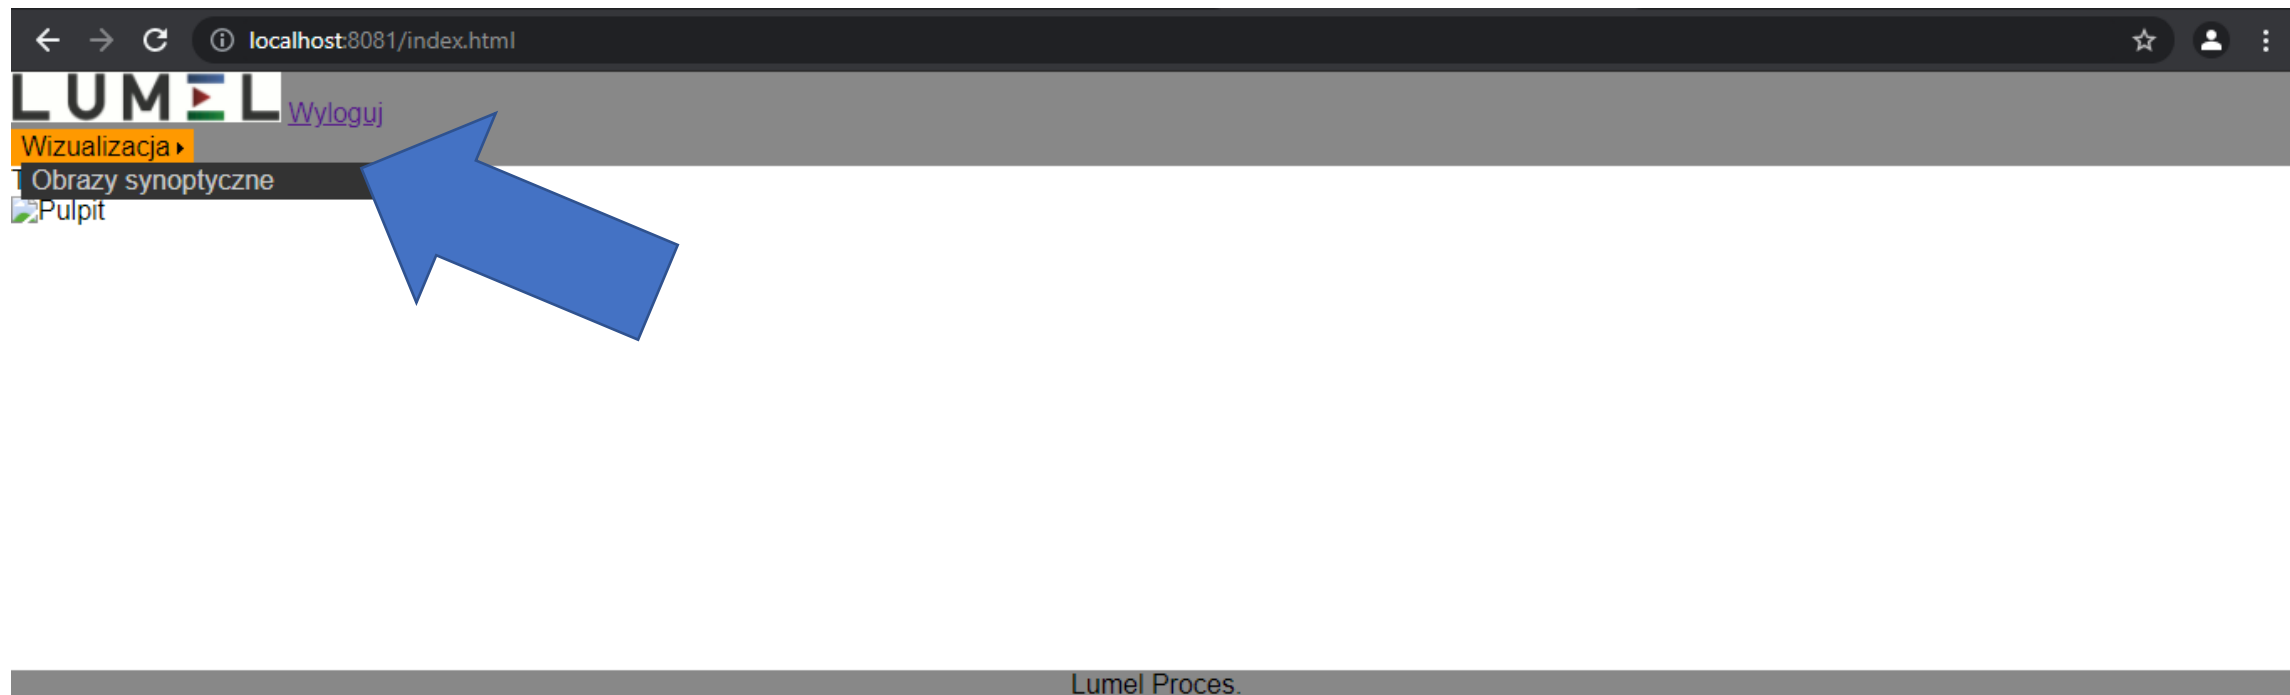 localhost:8081/index.html
LUMEL Wyloguj
Wizualizacja
Obrazy synoptyczne
Pulpit
Lumel Proces.